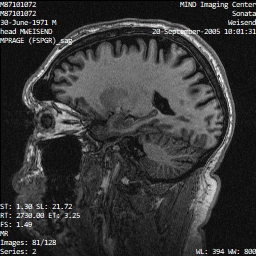 M87101072
M87101072
30-June-1971 M
head MWEISEND
MPRAGE (FSPGR)_sag
MIND Imaging Center
Sonata
Weisend
20-September-2005 10:01:31
ST: 1.30 SL: 21.72
RT: 2730.00 ET: 3.25
FS: 1.49
MR
Images: 81/128
Series: 2
WL: 394 WW: 800